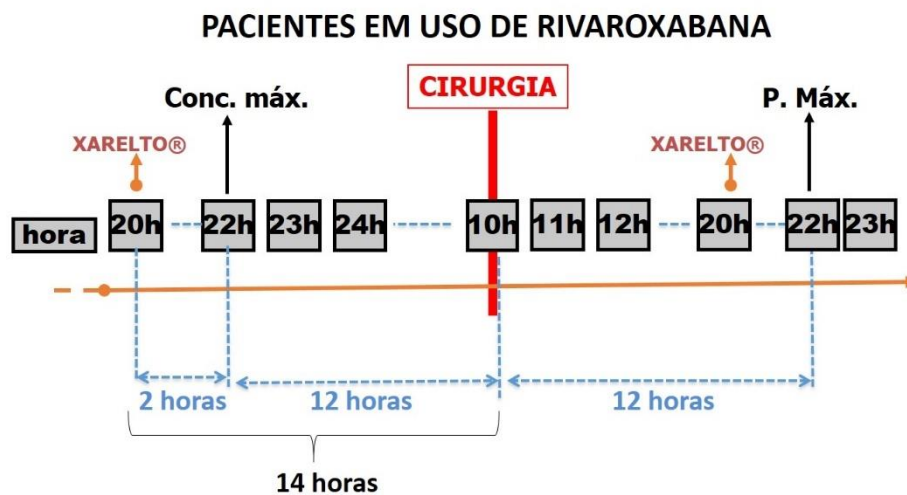 PACIENTES EM USO DE RIVAROXABANA
CIRURGIA
Conc. máx.
P. Máx.
XARELTO®
XARELTO®
hora
20h
22h
23h
24h
10h
11h
12h
20h
22h
23h
2 horas
12 horas
12 horas
14 horas